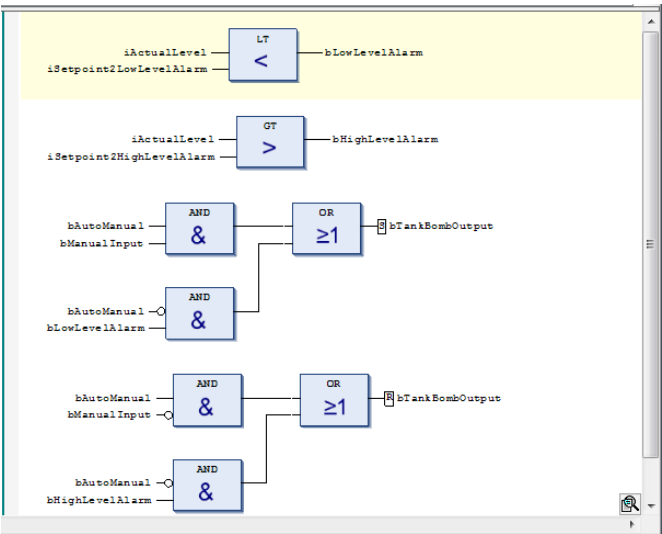 LT
iActualLevel
bLowLevelAlarm
<
iSetpoint2LowLevelAlarm
GT
iActualLevel
bHighLevelAlarm
>
iSetpoint2HighLevelAlarm
AND
OR
bAutoManual
S bTankBombOutput
&
≥1
bManualInput
AND
bAutoManual
&
bLowLevelAlarm
AND
OR
bAutoManual
R bTankBombOutput
&
≥1
bManualInput
AND
bAutoManual
&
bHighLevelAlarm